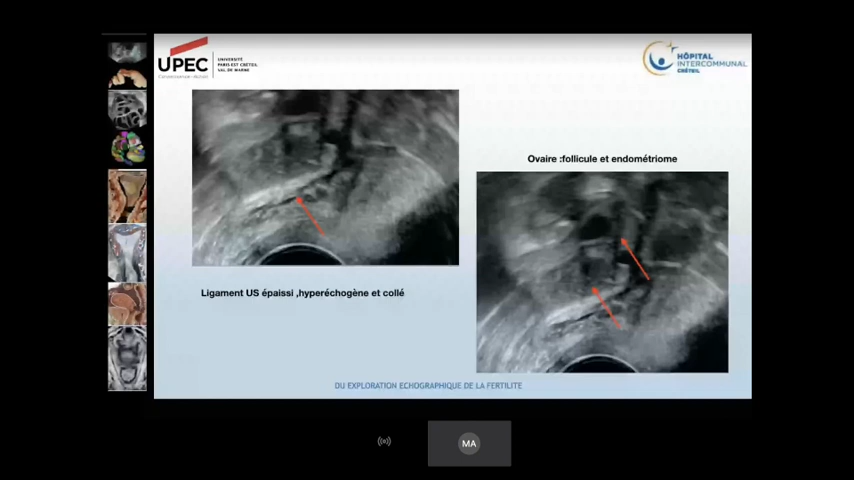 UPEC
UNIVERSITÉ
PARIS EST CRÉTEIL
VAL DE MARNE
HÔPITAL
INTERCOMMUNAL
CRÉTEIL
Ovaire :follicule et endométriome
Ligament US épaissi ,hyperéchogène et collé
DU EXPLORATION ECHOGRAPHIQUE DE LA FERTILITE
MA